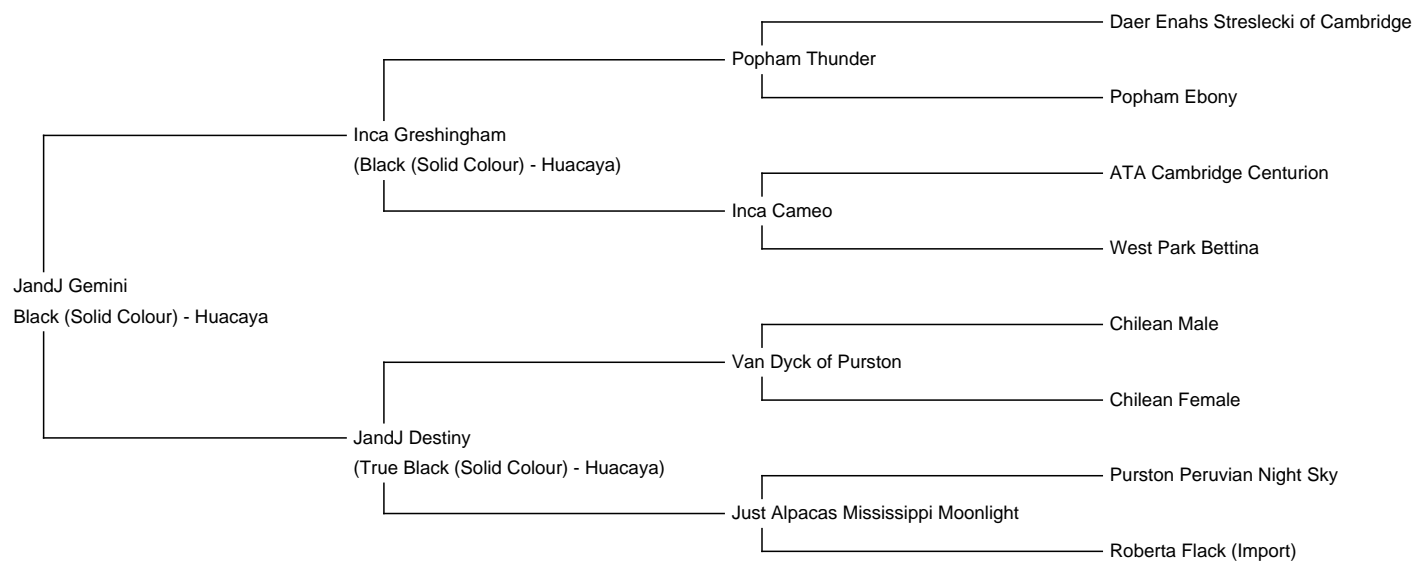 Daer Enahs Streslecki of Cambridge
Popham Thunder
Popham Ebony
Inca Greshingham
(Black (Solid Colour) - Huacaya)
ATA Cambridge Centurion
Inca Cameo
West Park Bettina
JandJ Gemini
Black (Solid Colour) - Huacaya
Chilean Male
Van Dyck of Purston
Chilean Female
JandJ Destiny
(True Black (Solid Colour) - Huacaya)
Purston Peruvian Night Sky
Just Alpacas Mississippi Moonlight
Roberta Flack (Import)